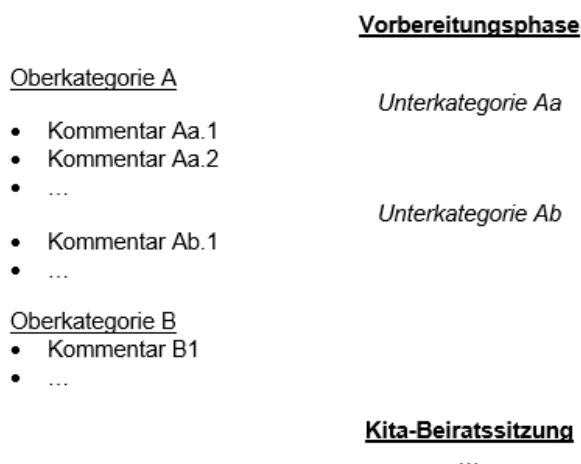 Vorbereitungsphase
Oberkategorie A
Unterkategorie Aa
• Kommentar Aa.1
• Kommentar Aa.2
• …
Unterkategorie Ab
• Kommentar Ab.1
• …
Oberkategorie B
• Kommentar B1
• …
Kita-Beiratssitzung
…